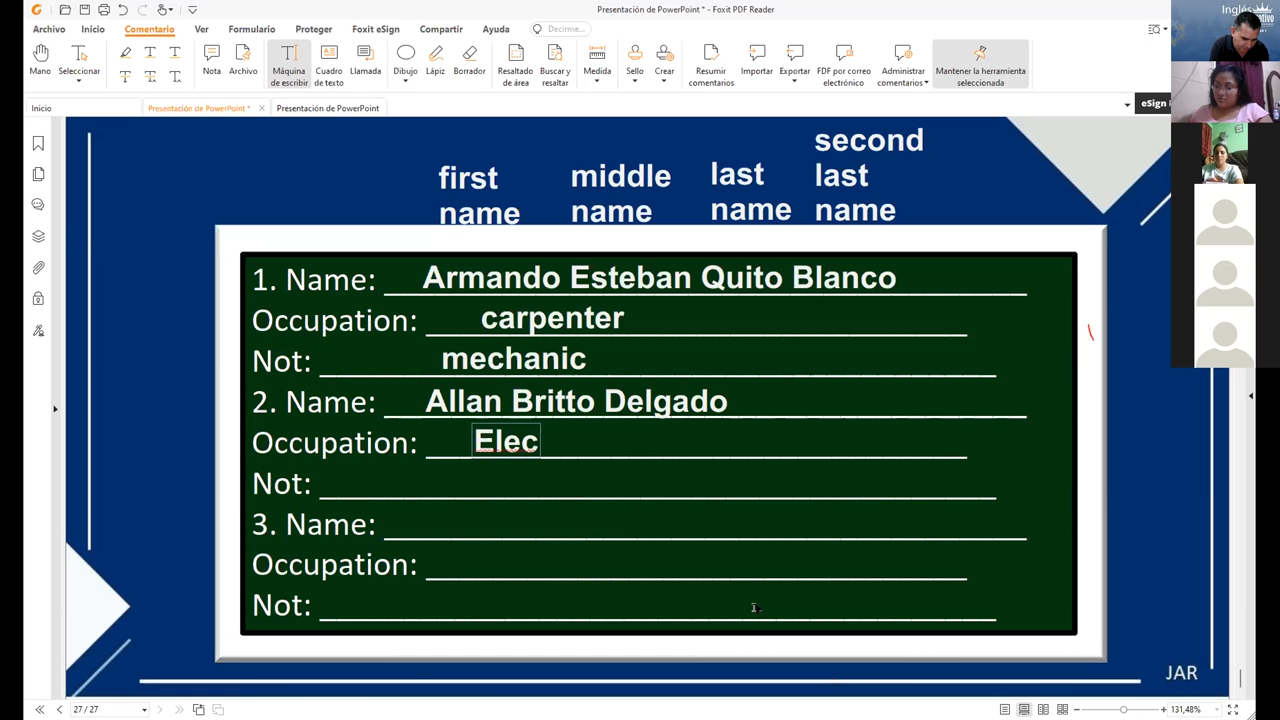 Presentación de PowerPoint * - Foxit PDF Reader
Inglés
Archivo Inicio Comentario Ver Formulario Proteger Foxit eSign Compartir Ayuda Decirme...
Mano Seleccionar Nota Archivo Máquina de escribir Cuadro de texto Llamada Dibujo Lápiz Borrador Resaltado de área Buscar y resaltar Medida Sello Crear Resumir comentarios Importar Exportar FDF por correo electrónico Administrar comentarios Mantener la herramienta seleccionada
Inicio Presentación de PowerPoint * Presentación de PowerPoint eSign
first name middle name last name second last name
1. Name: Armando Esteban Quito Blanco
Occupation: carpenter
Not: mechanic
2. Name: Allan Britto Delgado
Occupation: Elec
Not:
3. Name:
Occupation:
Not:
JAR
27 / 27 131,48%